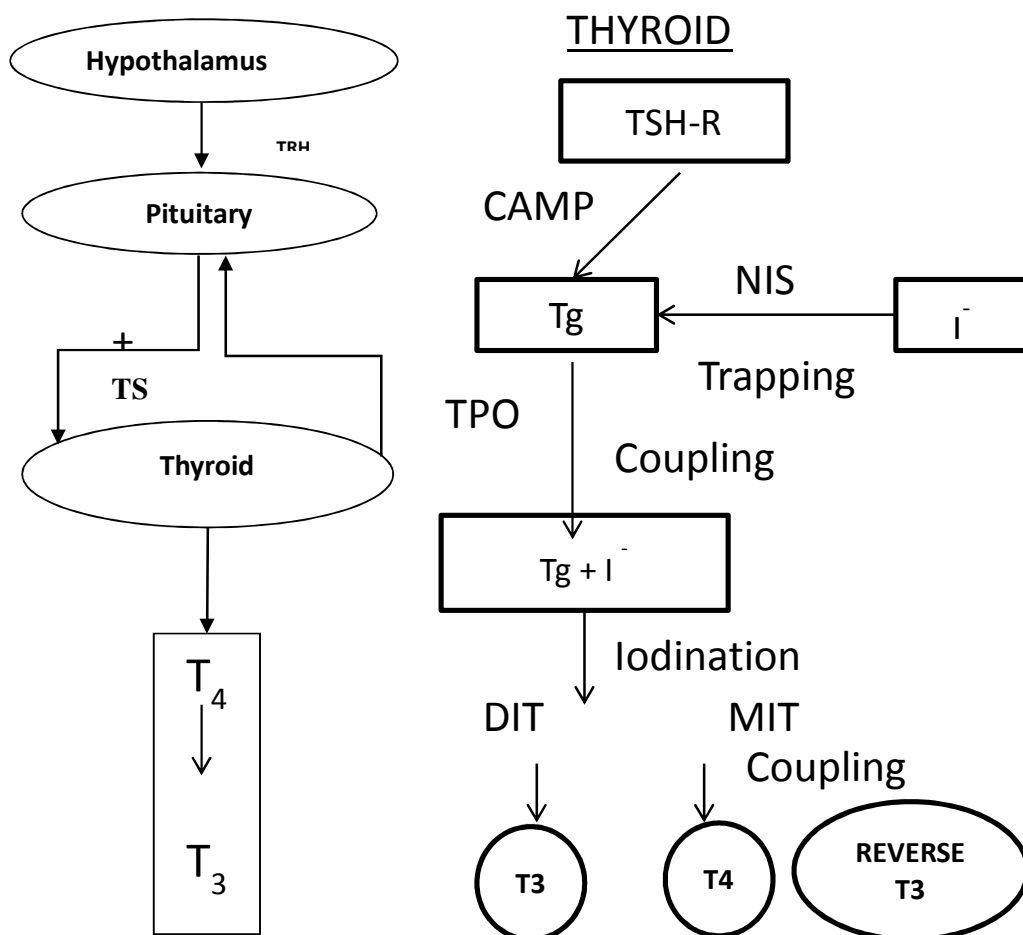 Hypothalamus
TRH
Pituitary
+
TS
Thyroid
T4
T3
THYROID
TSH-R
CAMP
Tg
NIS
I-
Trapping
TPO
Coupling
Tg + I-
Iodination
DIT
MIT
Coupling
T3
T4
REVERSE
T3